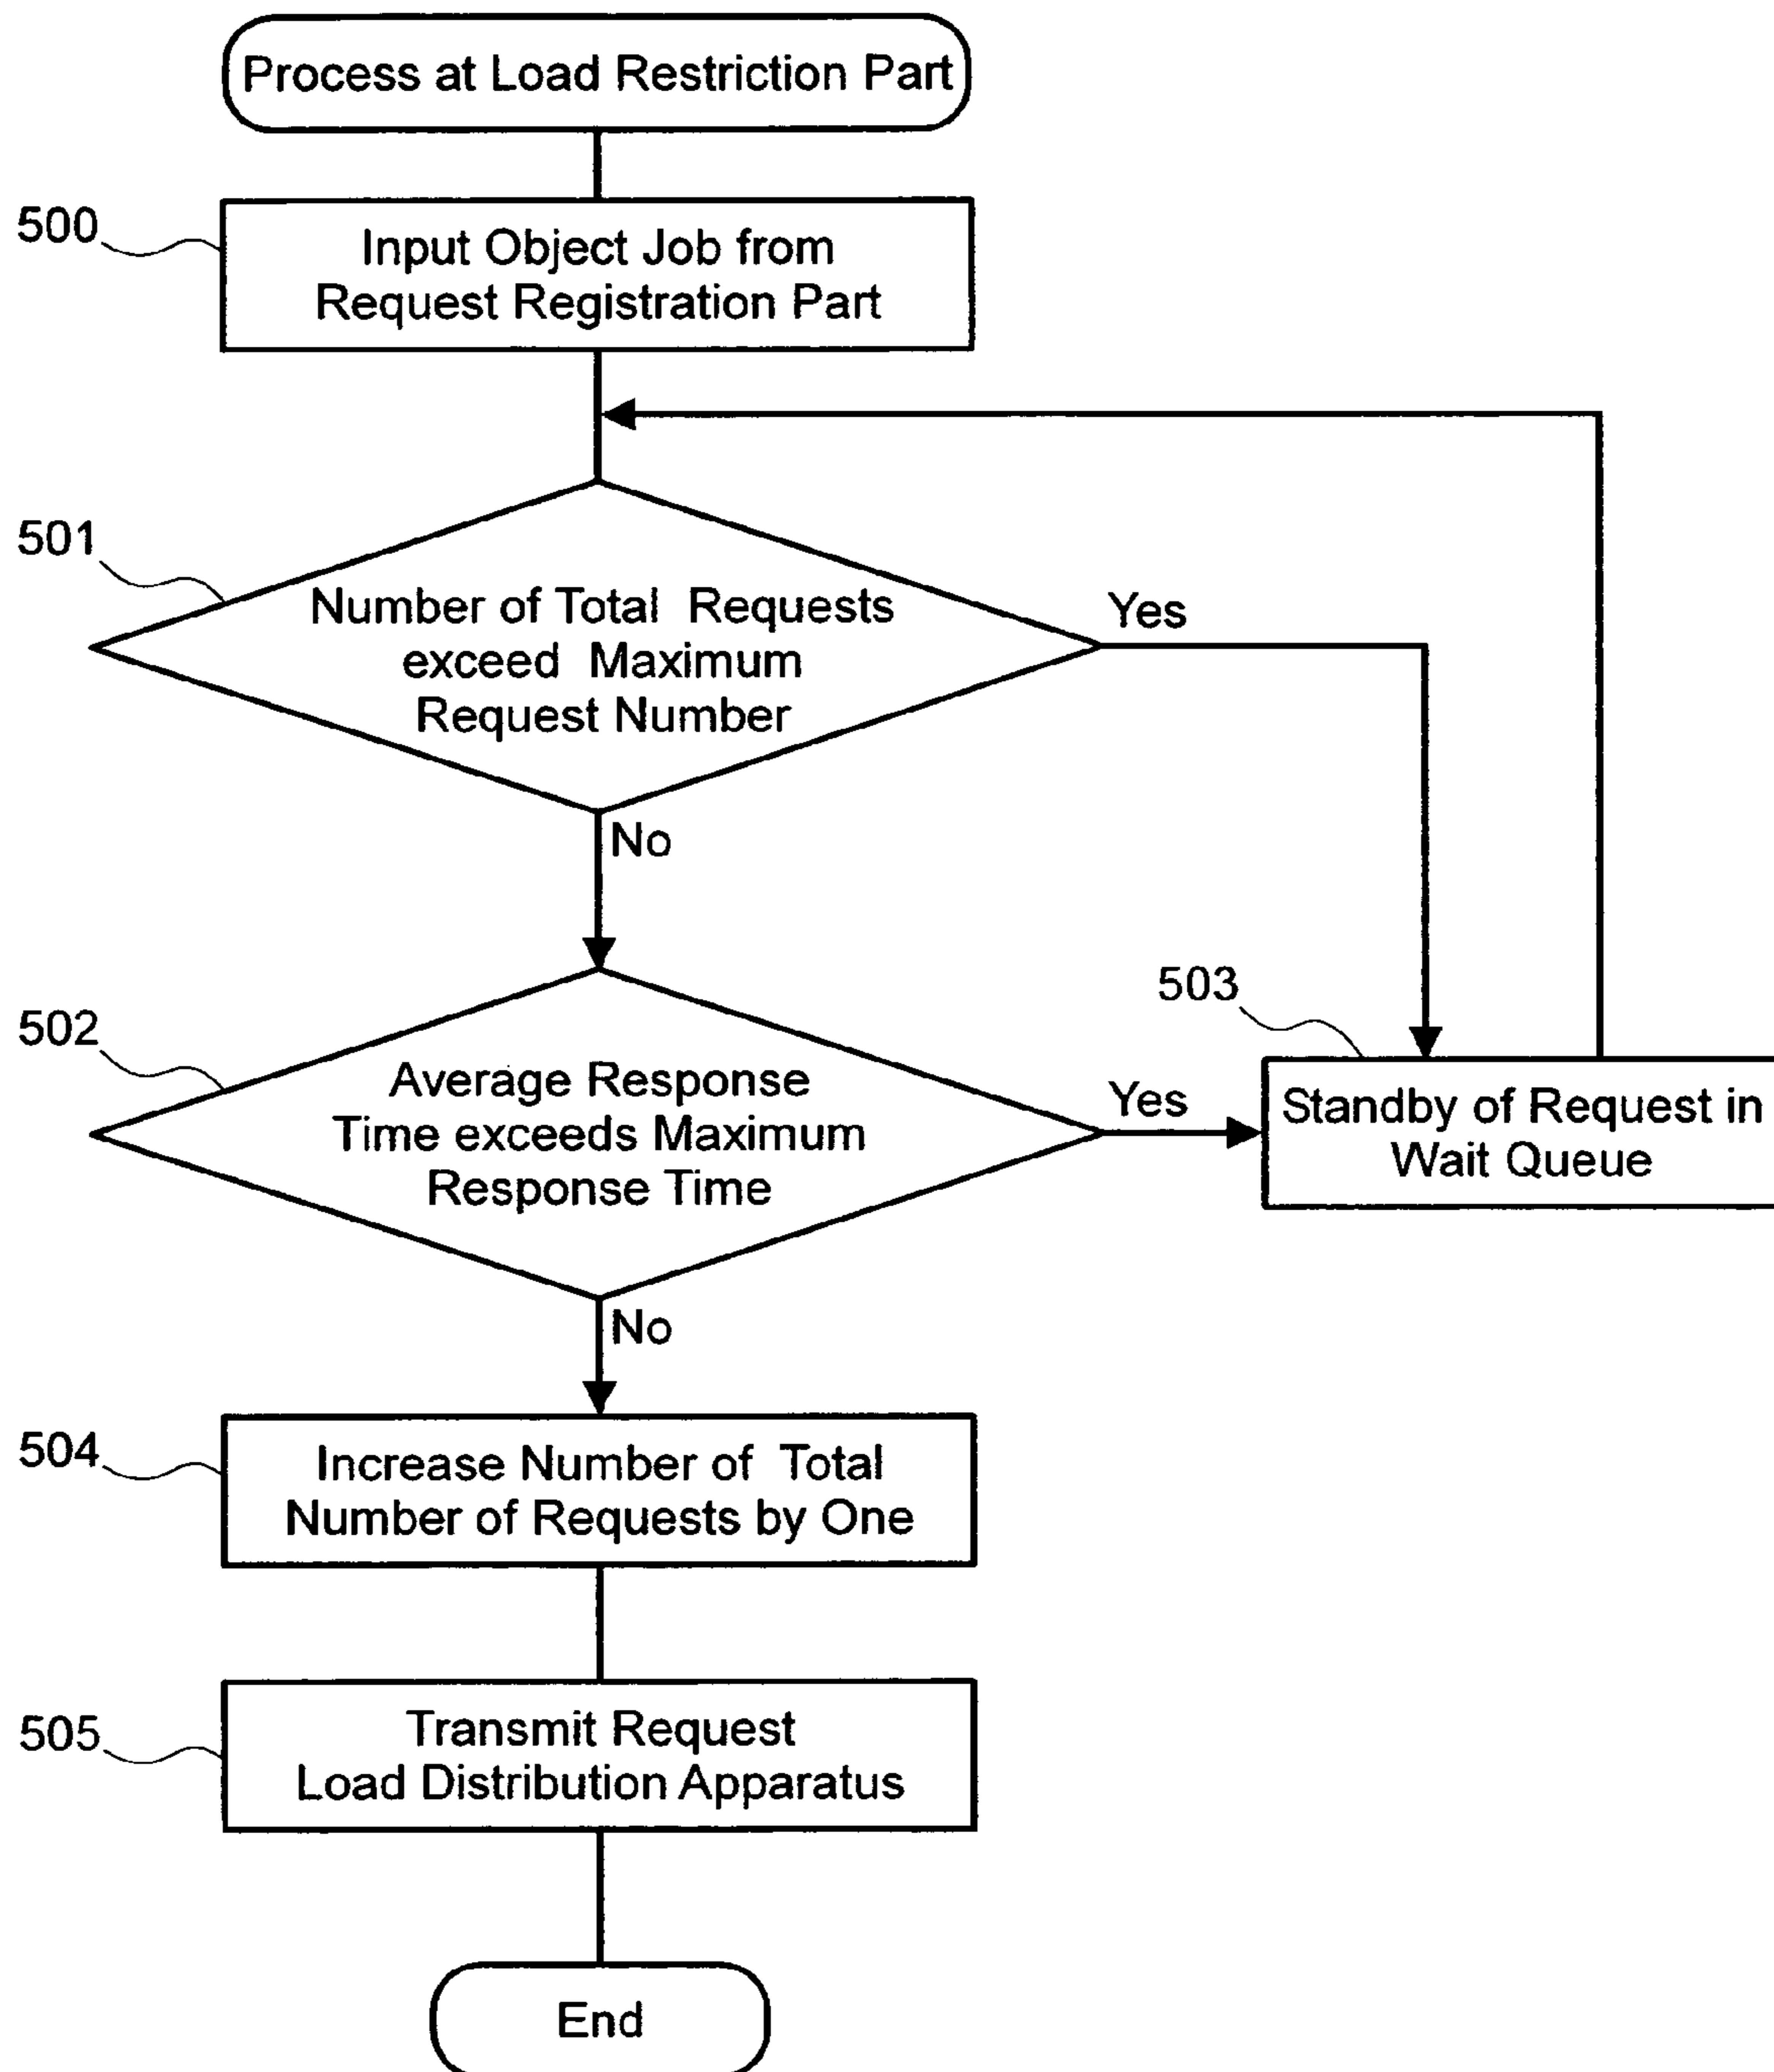 Process at Load Restriction Part
500
Input Object Job from
Request Registration Part
501
Number of Total Requests
exceed Maximum
Request Number
Yes
No
502
Average Response
Time exceeds Maximum
Response Time
Yes
503
Standby of Request in
Wait Queue
No
504
Increase Number of Total
Number of Requests by One
505
Transmit Request
Load Distribution Apparatus
End